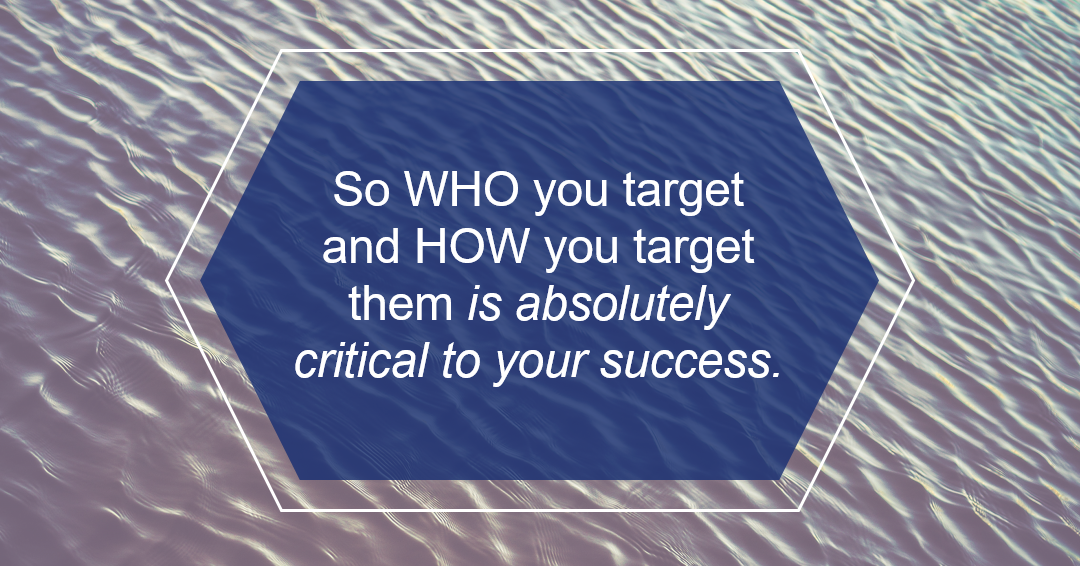 So WHO you target
and HOW you target
them is absolutely
critical to your success.